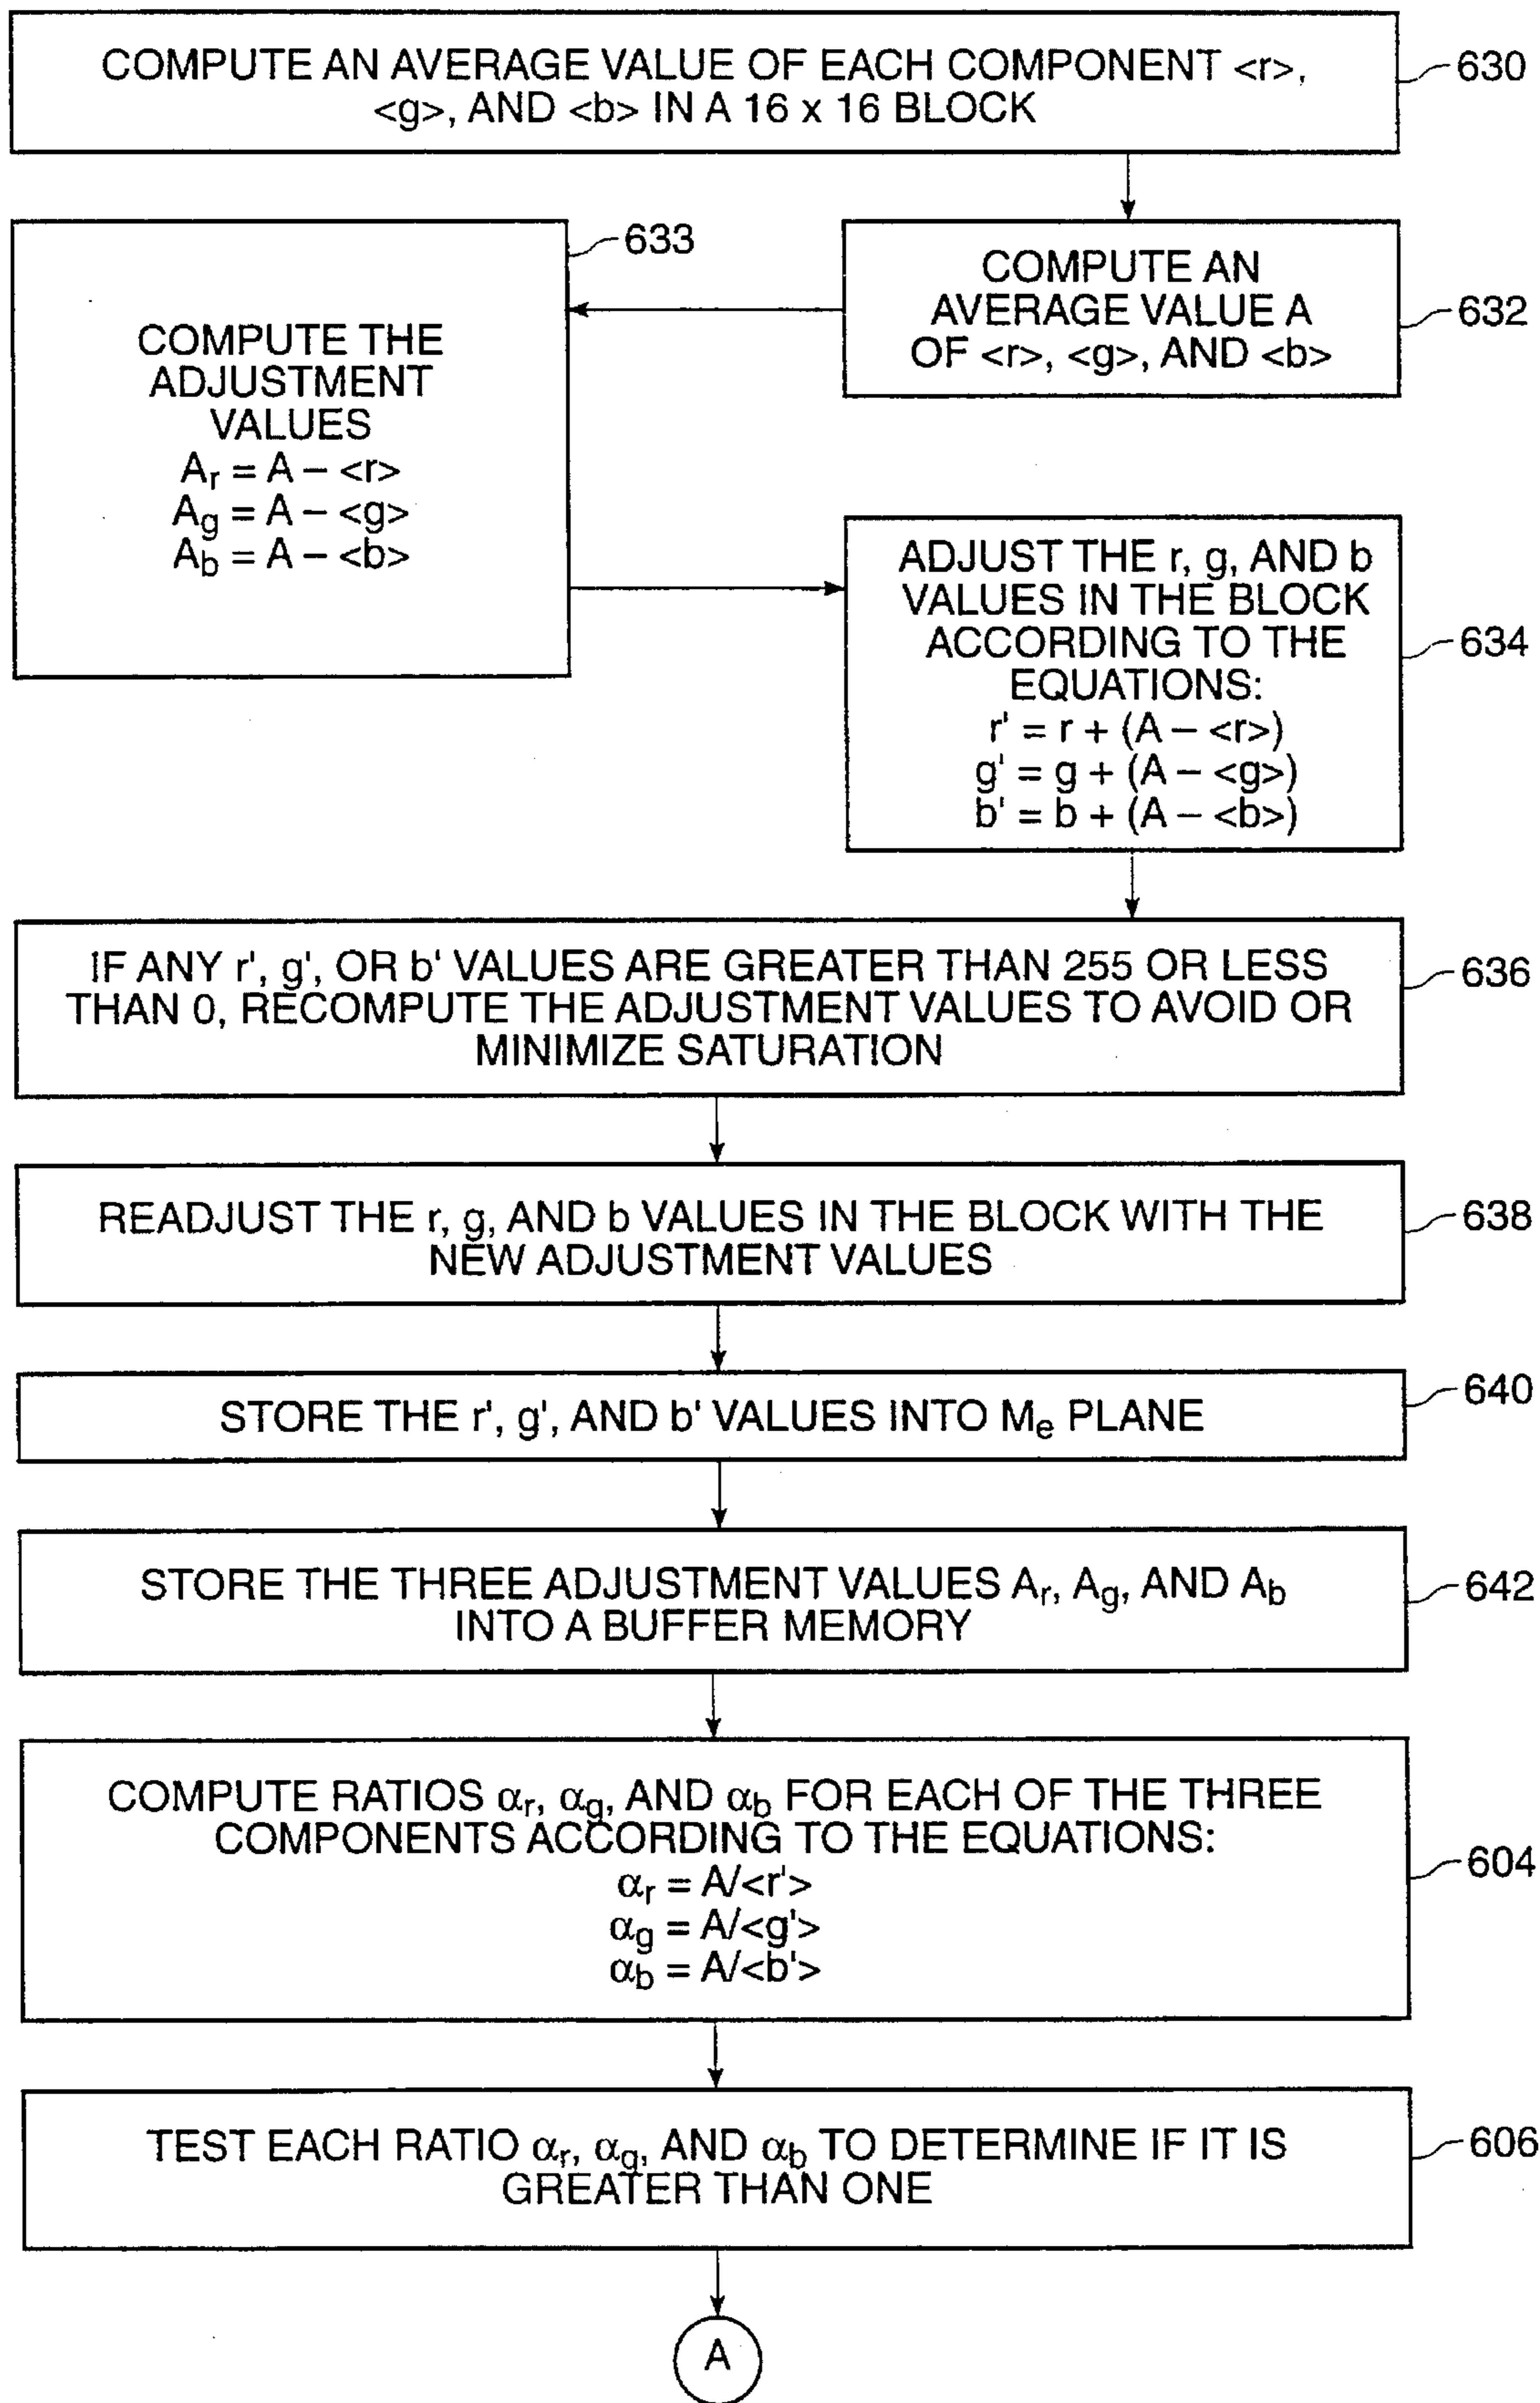 COMPUTE AN AVERAGE VALUE OF EACH COMPONENT <r>,
<g>, AND <b> IN A 16 x 16 BLOCK
630
COMPUTE AN
AVERAGE VALUE A
OF <r>, <g>, AND <b>
632
633
COMPUTE THE
ADJUSTMENT
VALUES
Ar = A – <r>
Ag = A – <g>
Ab = A – <b>
ADJUST THE r, g, AND b
VALUES IN THE BLOCK
ACCORDING TO THE
EQUATIONS:
r' = r + (A – <r>)
g' = g + (A – <g>)
b' = b + (A – <b>)
634
IF ANY r', g', OR b' VALUES ARE GREATER THAN 255 OR LESS
THAN 0, RECOMPUTE THE ADJUSTMENT VALUES TO AVOID OR
MINIMIZE SATURATION
636
READJUST THE r, g, AND b VALUES IN THE BLOCK WITH THE
NEW ADJUSTMENT VALUES
638
STORE THE r', g', AND b' VALUES INTO Me PLANE
640
STORE THE THREE ADJUSTMENT VALUES Ar, Ag, AND Ab
INTO A BUFFER MEMORY
642
COMPUTE RATIOS αr, αg, AND αb FOR EACH OF THE THREE
COMPONENTS ACCORDING TO THE EQUATIONS:
αr = A/<r'>
αg = A/<g'>
αb = A/<b'>
604
TEST EACH RATIO αr, αg, AND αb TO DETERMINE IF IT IS
GREATER THAN ONE
606
A